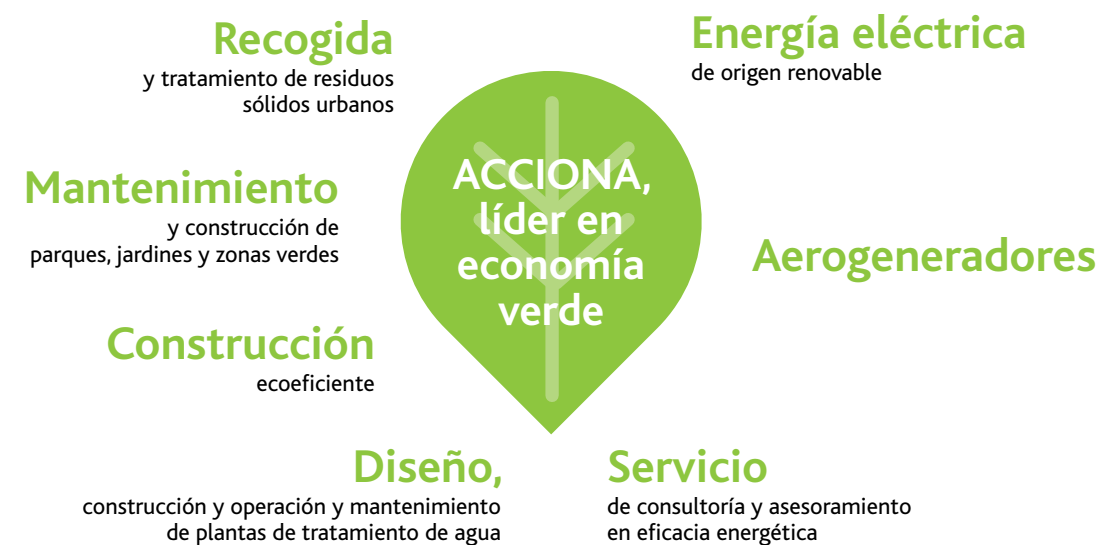 Recogida
y tratamiento de residuos
sólidos urbanos
Energía eléctrica
de origen renovable
Mantenimiento
y construcción de
parques, jardines y zonas verdes
ACCIONA,
líder en
economía
verde
Aerogeneradores
Construcción
ecoeficiente
Diseño,
construcción y operación y mantenimiento
de plantas de tratamiento de agua
Servicio
de consultoría y asesoramiento
en eficacia energética